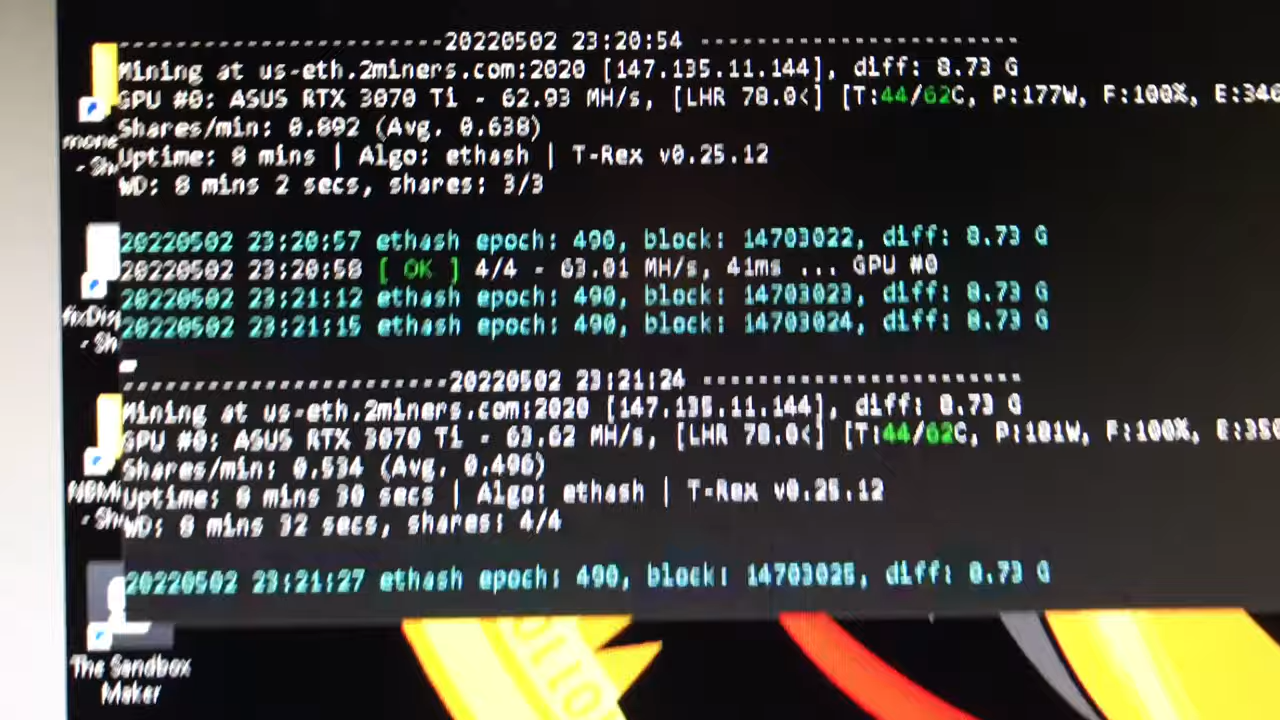 ----------------------20220502 23:20:54 ----------------------
Mining at us-eth.2miners.com:2020 [147.135.11.144], diff: 8.73 G
GPU #0: ASUS RTX 3070 Ti - 62.93 MH/s, [LHR 78.0<] [T:44/62C, P:177W, F:100%, E:346
Shares/min: 0.892 (Avg. 0.638)
Uptime: 8 mins | Algo: ethash | T-Rex v0.25.12
WD: 8 mins 2 secs, shares: 3/3
20220502 23:20:57 ethash epoch: 490, block: 14703022, diff: 8.73 G
20220502 23:20:58 [ OK ] 4/4 - 63.01 MH/s, 41ms ... GPU #0
20220502 23:21:12 ethash epoch: 490, block: 14703023, diff: 8.73 G
20220502 23:21:15 ethash epoch: 490, block: 14703024, diff: 8.73 G
----------------------20220502 23:21:24 ----------------------
Mining at us-eth.2miners.com:2020 [147.135.11.144], diff: 8.73 G
GPU #0: ASUS RTX 3070 Ti - 63.62 MH/s, [LHR 78.0<] [T:44/62C, P:181W, F:100%, E:350
Shares/min: 0.534 (Avg. 0.496)
Uptime: 8 mins 30 secs | Algo: ethash | T-Rex v0.25.12
WD: 8 mins 32 secs, shares: 4/4
20220502 23:21:27 ethash epoch: 490, block: 14703025, diff: 8.73 G
mone
- Sh
fixDisp
- Sh
NBMi
- Sh
The Sandbox
Maker